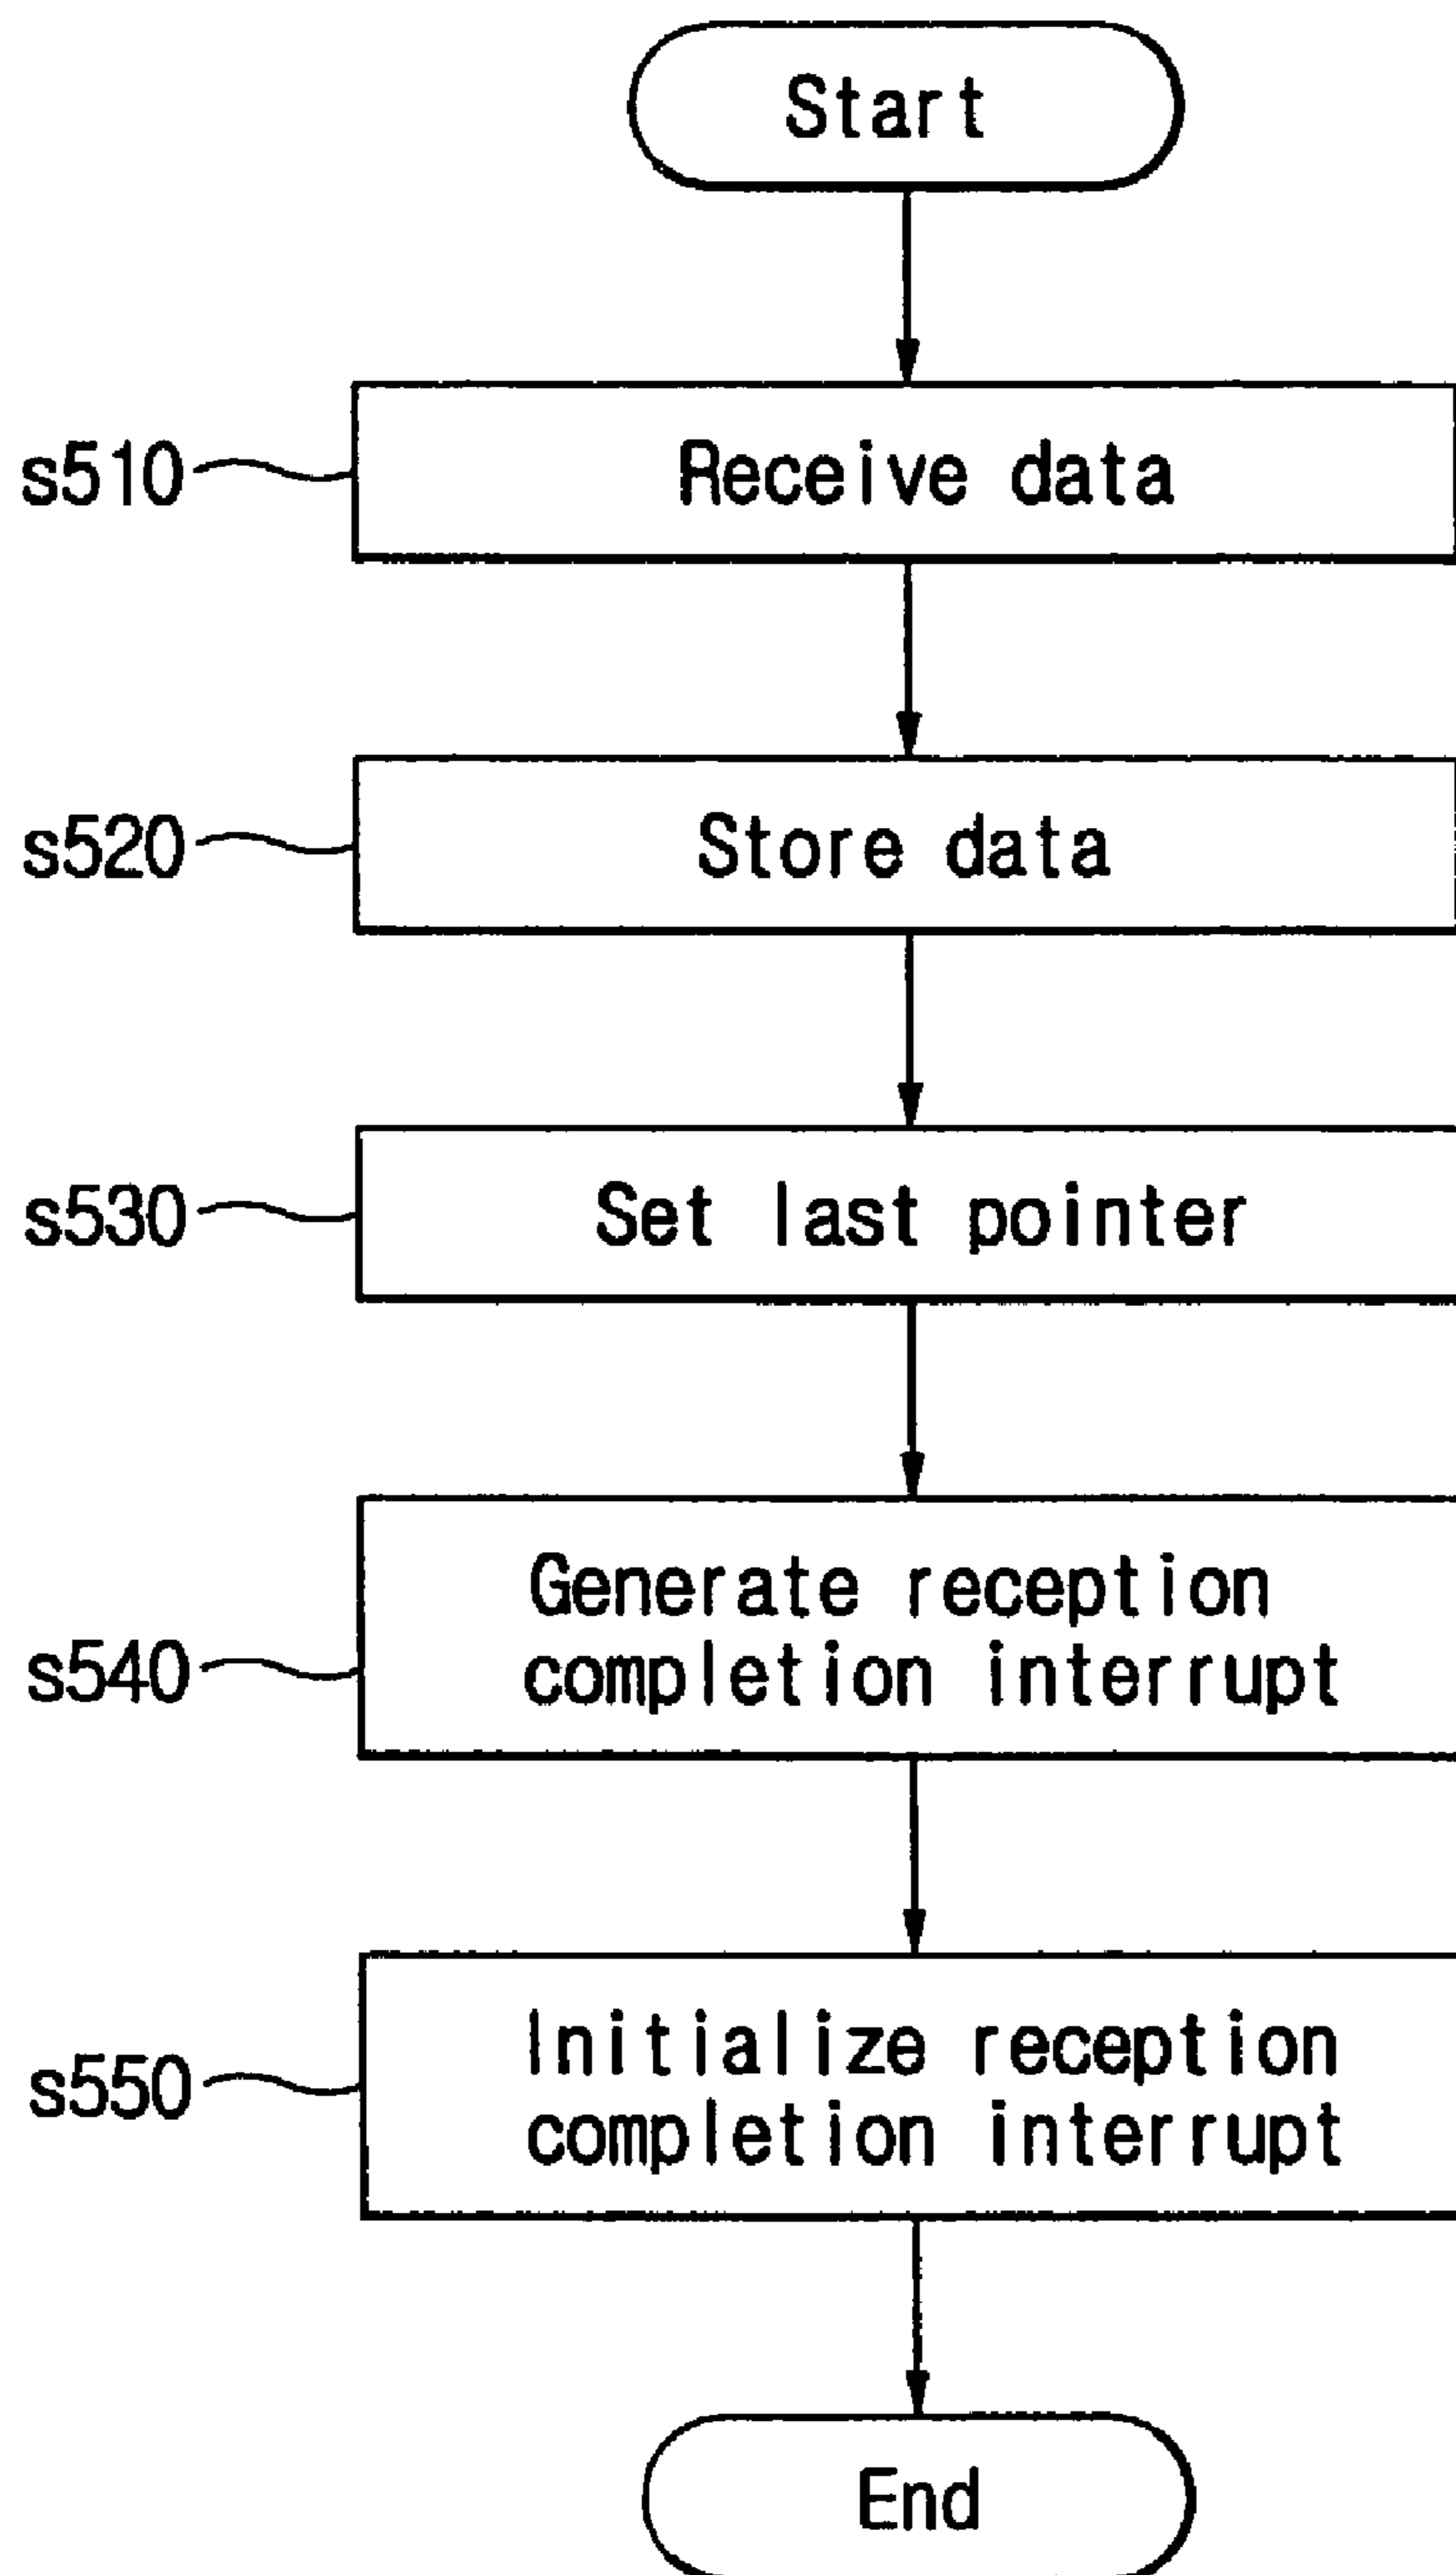 Start
s510
Receive data
s520
Store data
s530
Set last pointer
s540
Generate reception
completion interrupt
s550
Initialize reception
completion interrupt
End